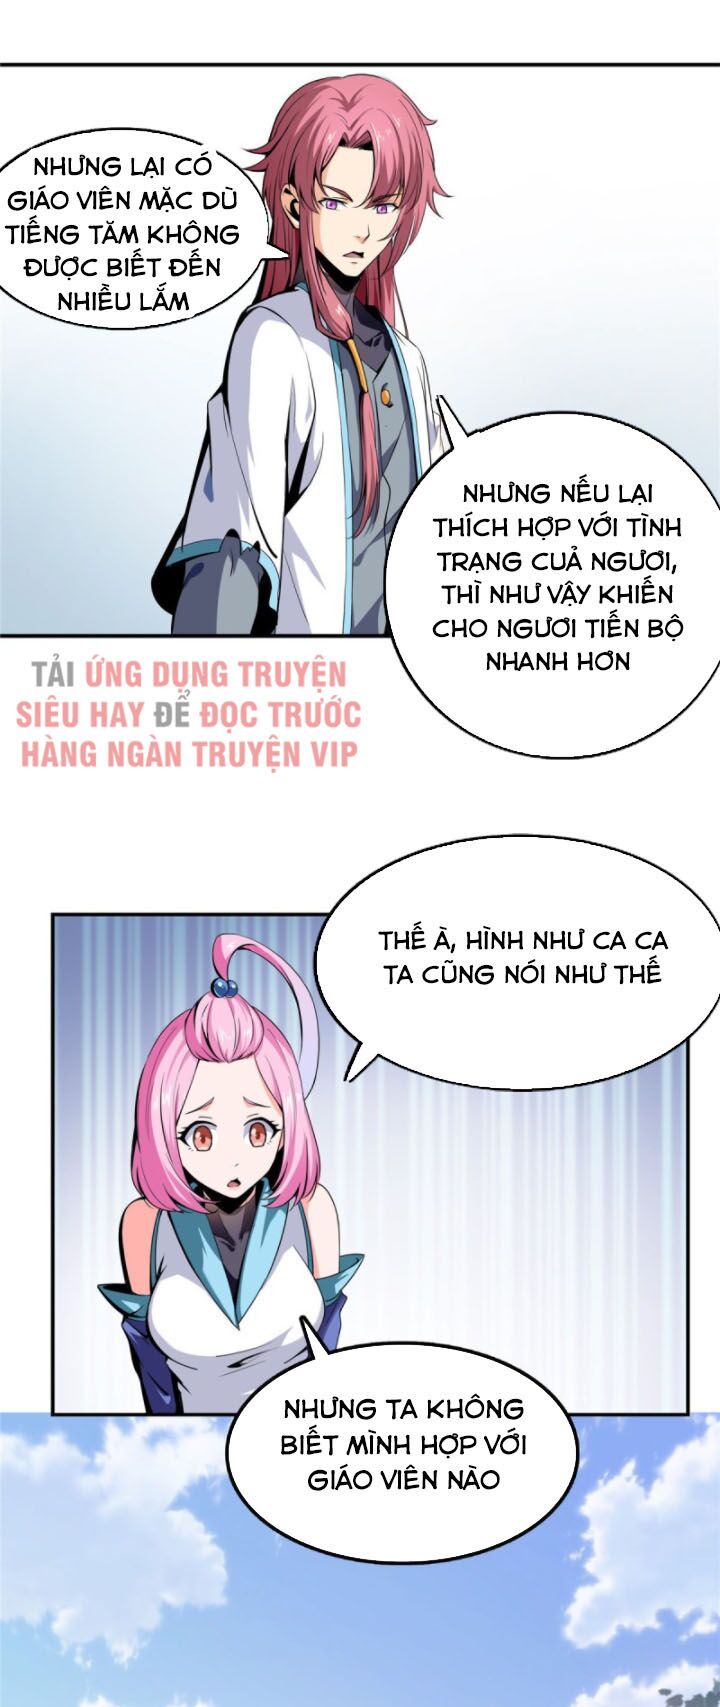 NHƯNG LẠI CÓ
GIÁO VIÊN MẶC DÙ
TIẾNG TĂM KHÔNG
ĐƯỢC BIẾT ĐẾN
NHIỀU LẮM
NHƯNG NẾU LẠI
THÍCH HỢP VỚI TÌNH
TRẠNG CUẢ NGƯƠI,
THÌ NHƯ VẬY KHIẾN
CHO NGƯƠI TIẾN BỘ
NHANH HƠN
TẢI ỨNG DỤNG TRUYỆN
SIÊU HAY ĐỂ ĐỌC TRƯỚC
HÀNG NGÀN TRUYỆN VIP
THẾ À, HÌNH NHƯ CA CA
TA CŨNG NÓI NHƯ THẾ
NHƯNG TA KHÔNG
BIẾT MÌNH HỢP VỚI
GIÁO VIÊN NÀO